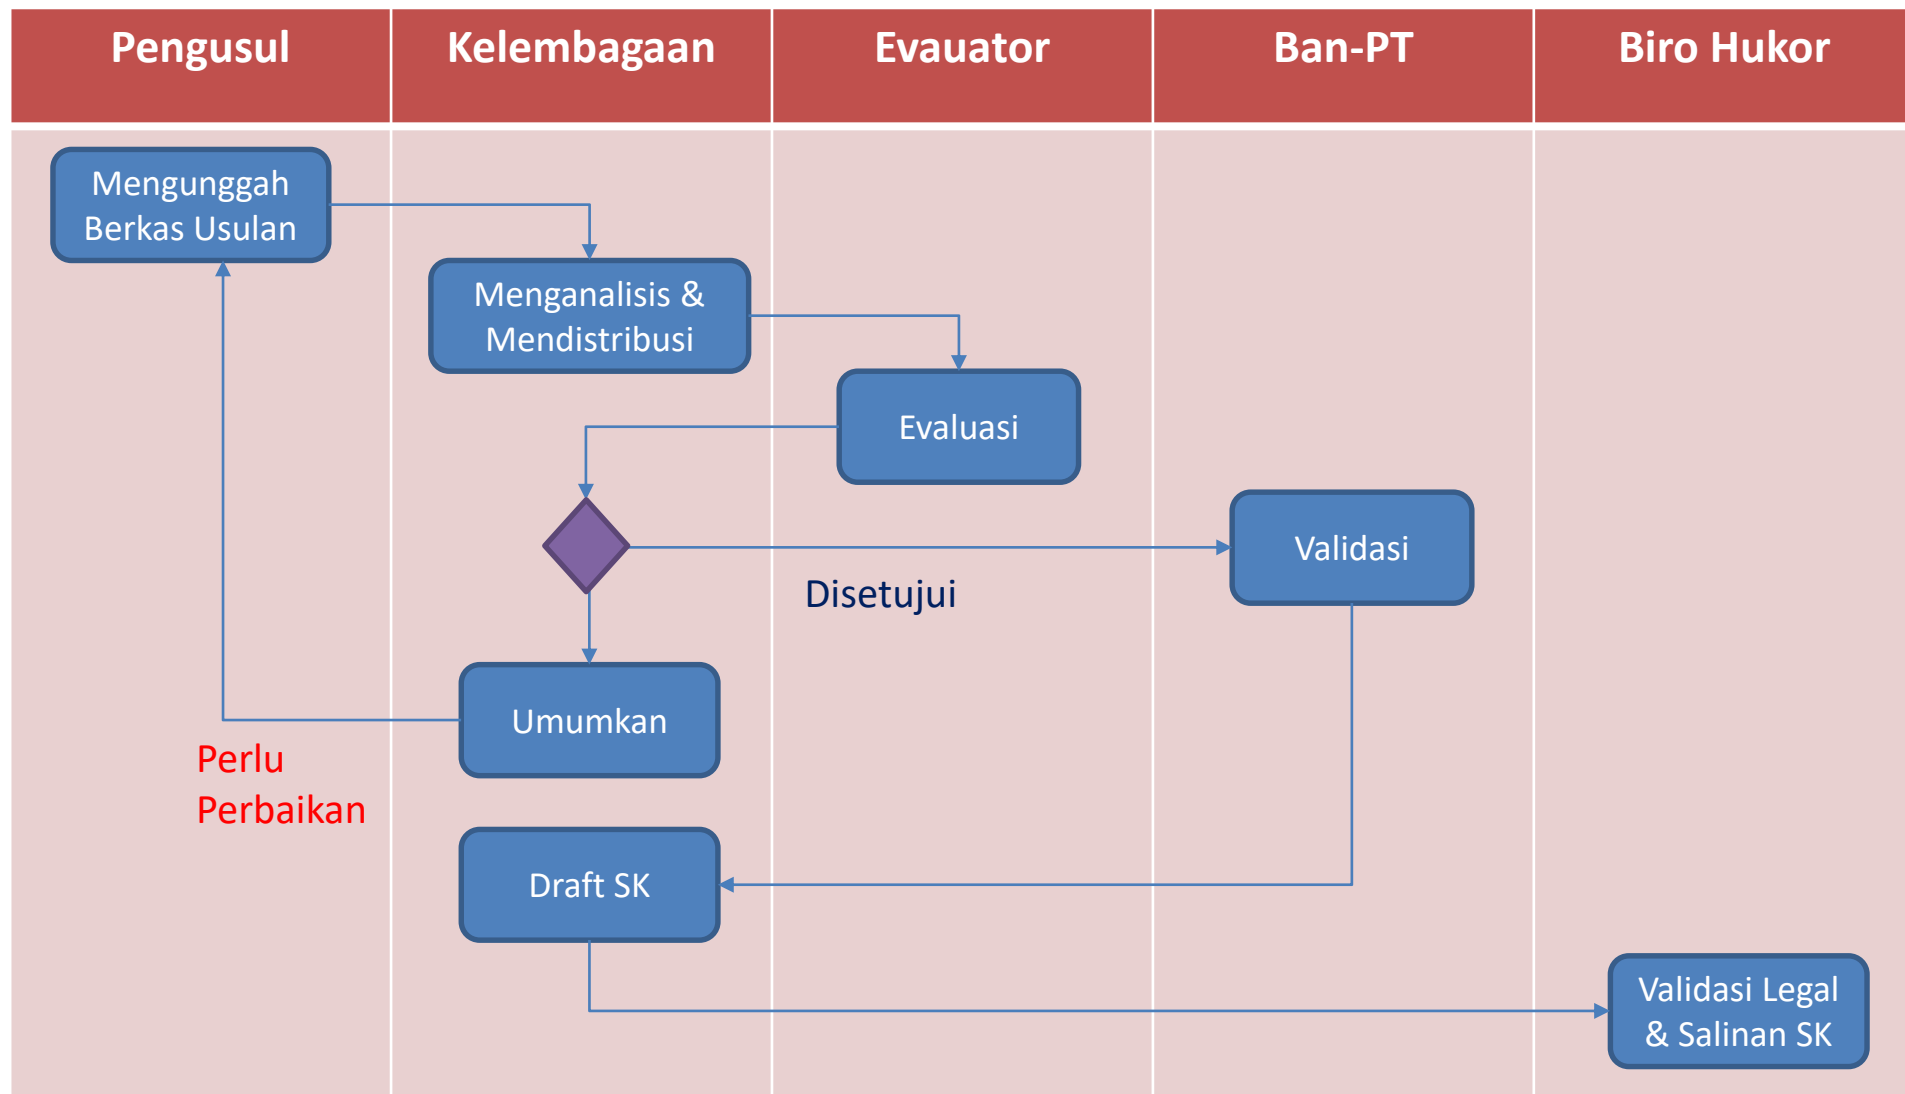 Pengusul
Kelembagaan
Evauator
Ban-PT
Biro Hukor
Mengunggah
Berkas Usulan
Menganalisis &
Mendistribusi
Evaluasi
Validasi
Disetujui
Umumkan
Perlu
Perbaikan
Draft SK
Validasi Legal
& Salinan SK